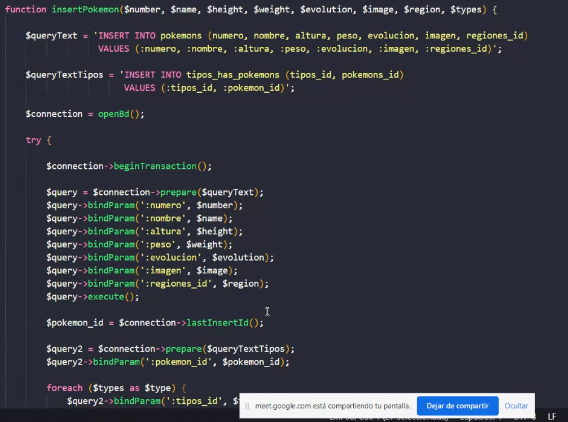 function insertPokemon($number, $name, $height, $weight, $evolution, $image, $region, $types) {
$queryText = 'INSERT INTO pokemons (numero, nombre, altura, peso, evolucion, imagen, regiones_id)
VALUES (:numero, :nombre, :altura, :peso, :evolucion, :imagen, :regiones_id)';
$queryTextTipos = 'INSERT INTO tipos_has_pokemons (tipos_id, pokemons_id)
VALUES (:tipos_id, :pokemon_id)';
$connection = openBd();
try {
$connection->beginTransaction();
$query = $connection->prepare($queryText);
$query->bindParam(':numero', $number);
$query->bindParam(':nombre', $name);
$query->bindParam(':altura', $height);
$query->bindParam(':peso', $weight);
$query->bindParam(':evolucion', $evolution);
$query->bindParam(':imagen', $image);
$query->bindParam(':regiones_id', $region);
$query->execute();
$pokemon_id = $connection->lastInsertId();
$query2 = $connection->prepare($queryTextTipos);
$query2->bindParam(':pokemon_id', $pokemon_id);
foreach ($types as $type) {
$query2->bindParam(':tipos_id', $
meet.google.com está compartiendo tu pantalla. Dejar de compartir Ocultar
LF